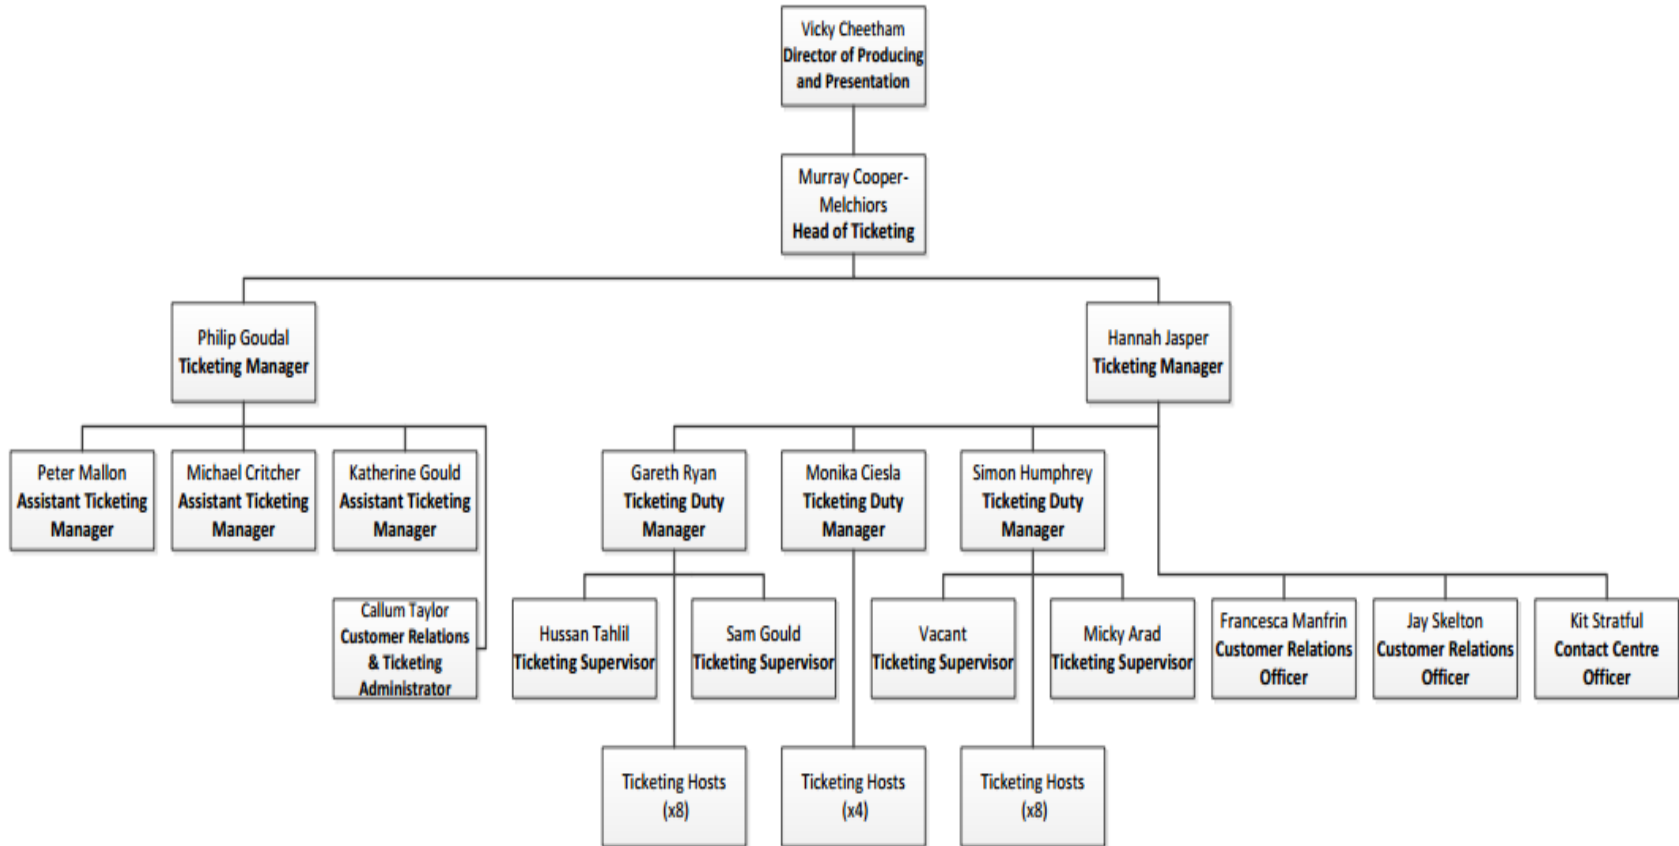 Vicky Cheetham
Director of Producing
and Presentation
Murray Cooper-
Melchiors
Head of Ticketing
Philip Goudal
Ticketing Manager
Hannah Jasper
Ticketing Manager
Peter Mallon
Assistant Ticketing
Manager
Michael Critcher
Assistant Ticketing
Manager
Katherine Gould
Assistant Ticketing
Manager
Gareth Ryan
Ticketing Duty
Manager
Monika Ciesla
Ticketing Duty
Manager
Simon Humphrey
Ticketing Duty
Manager
Callum Taylor
Customer Relations
& Ticketing
Administrator
Hussan Tahlil
Ticketing Supervisor
Sam Gould
Ticketing Supervisor
Vacant
Ticketing Supervisor
Micky Arad
Ticketing Supervisor
Francesca Manfrin
Customer Relations
Officer
Jay Skelton
Customer Relations
Officer
Kit Stratful
Contact Centre
Officer
Ticketing Hosts
(x8)
Ticketing Hosts
(x4)
Ticketing Hosts
(x8)